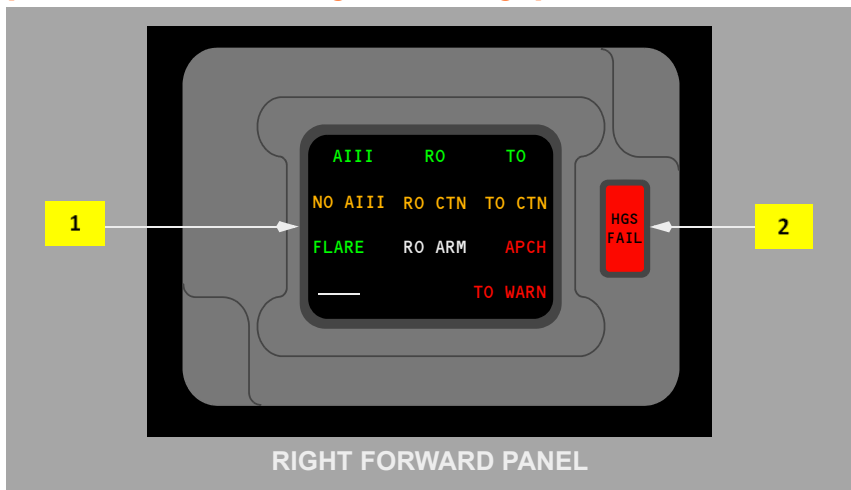 AIII RO TO
NO AIII RO CTN TO CTN
1
HGS
FAIL
2
FLARE RO ARM APCH
TO WARN
RIGHT FORWARD PANEL